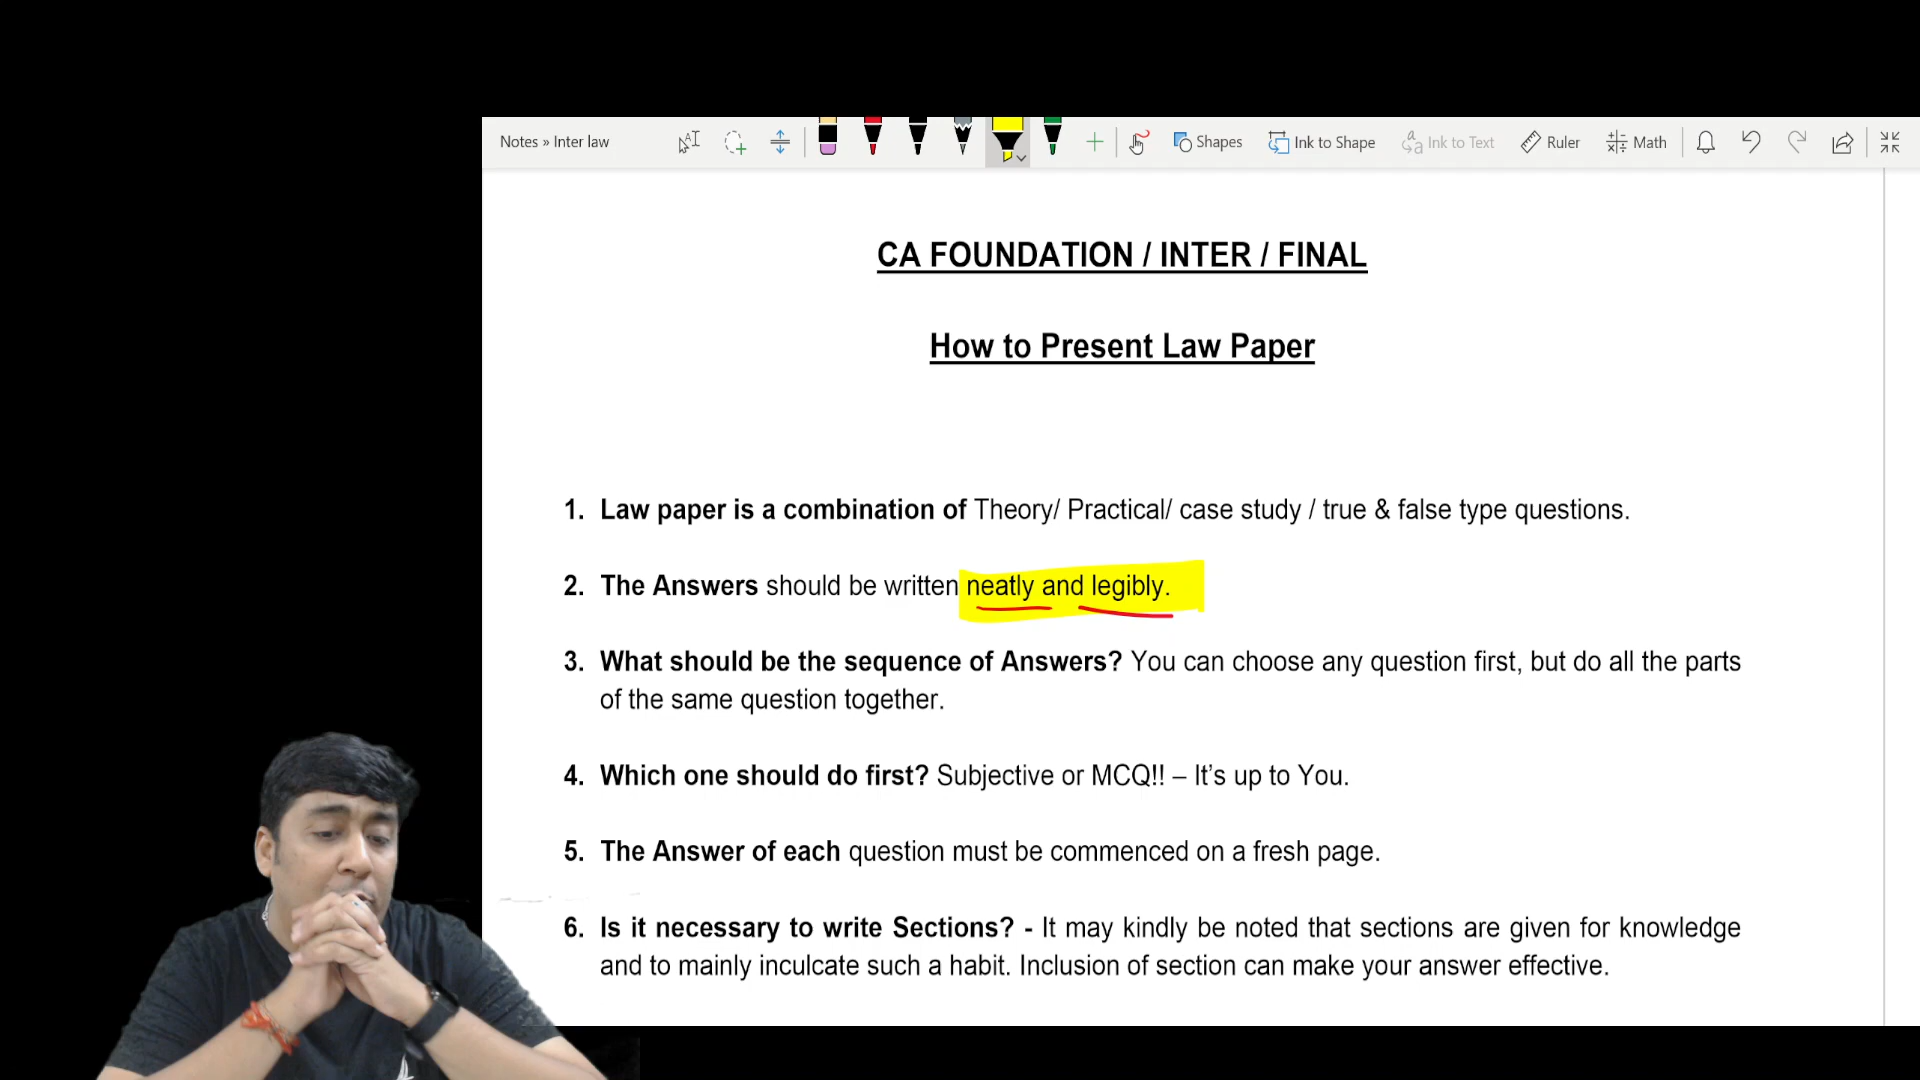 Notes » Inter law
Shapes
Ink to Shape
Ink to Text
Ruler
Math
CA FOUNDATION / INTER / FINAL
How to Present Law Paper
1. Law paper is a combination of Theory/ Practical/ case study / true & false type questions.
2. The Answers should be written neatly and legibly.
3. What should be the sequence of Answers? You can choose any question first, but do all the parts
of the same question together.
4. Which one should do first? Subjective or MCQ!! – It's up to You.
5. The Answer of each question must be commenced on a fresh page.
6. Is it necessary to write Sections? - It may kindly be noted that sections are given for knowledge
and to mainly inculcate such a habit. Inclusion of section can make your answer effective.